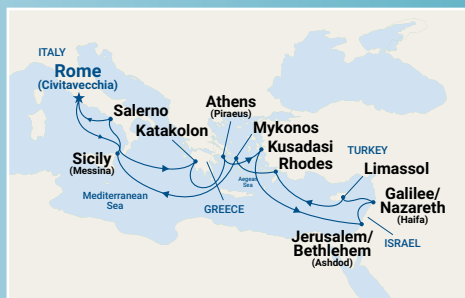 ITALY
Rome
(Civitavecchia)
Salerno
Athens
(Piraeus)
Katakolon
Mykonos
Kusadasi
Sicily
(Messina)
Rhodes
TURKEY
Limassol
Aegean
Sea
Mediterranean
Sea
GREECE
Galilee/
Nazareth
(Haifa)
Jerusalem/
Bethlehem
(Ashdod)
ISRAEL